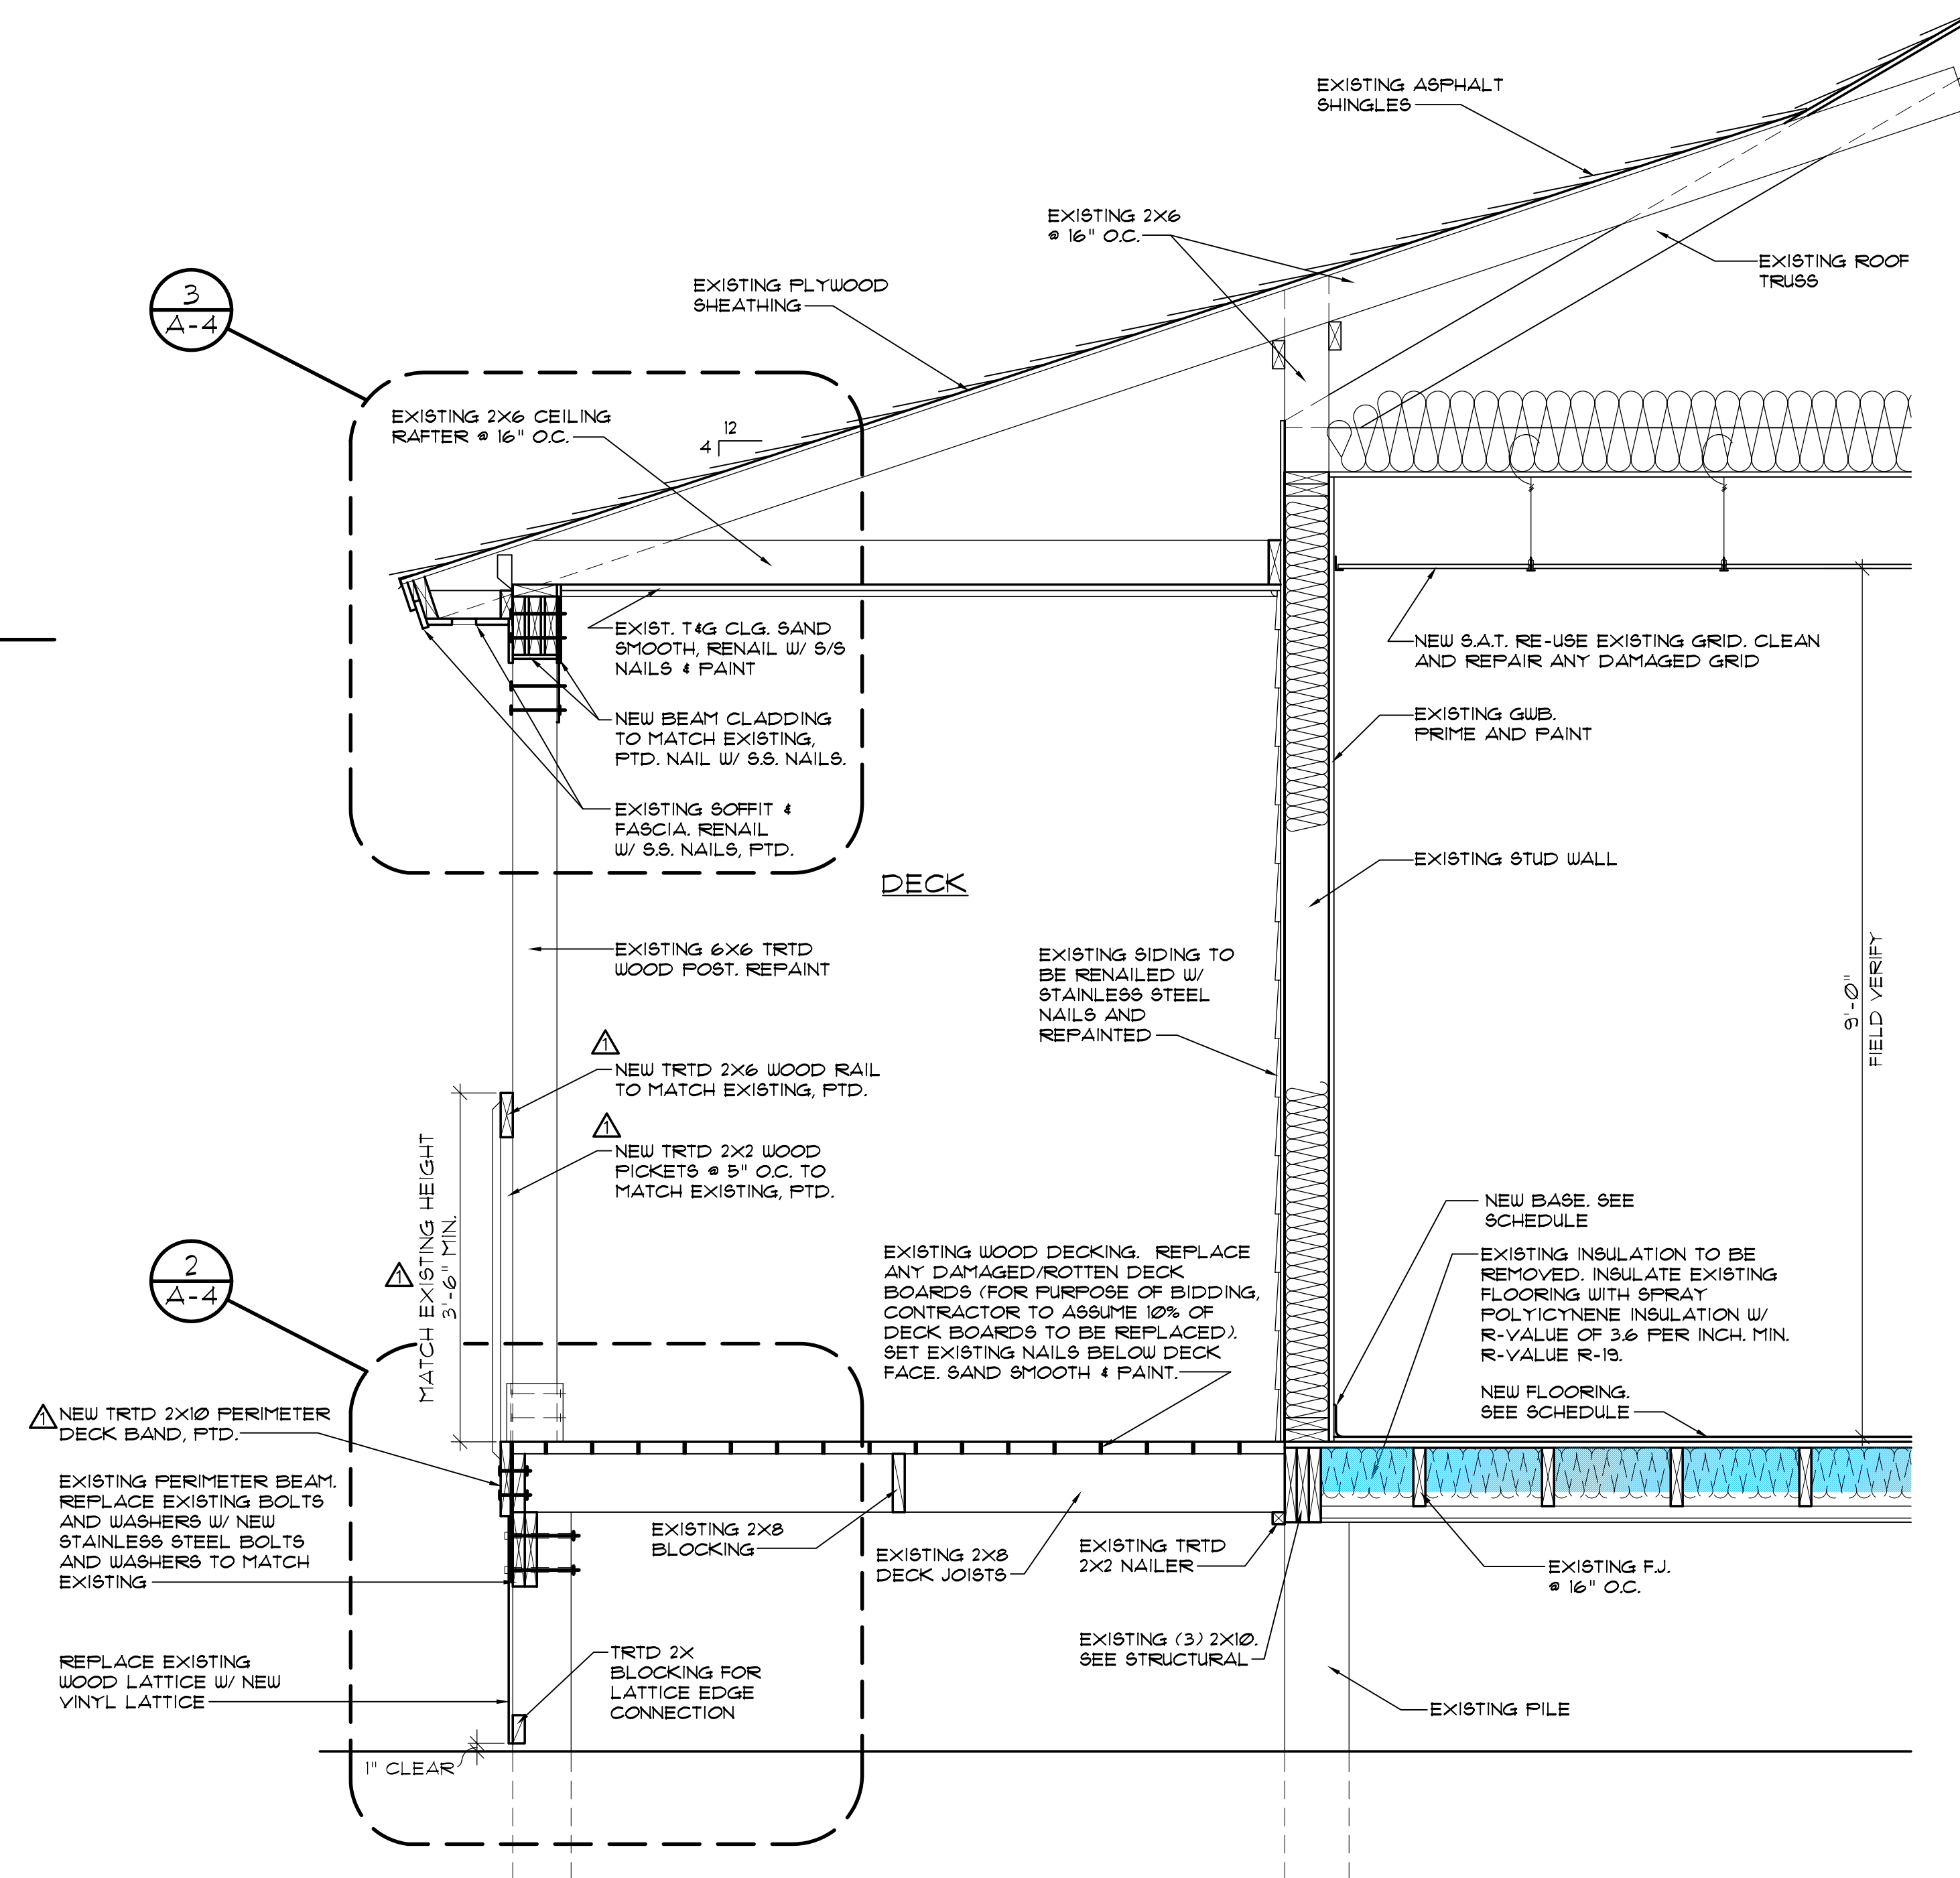 EXISTING ASPHALT
SHINGLES
EXISTING 2X6
@ 16" O.C.
EXISTING ROOF
TRUSS
EXISTING PLYWOOD
SHEATHING
3
A-4
EXISTING 2X6 CEILING
RAFTER @ 16" O.C.
12
4
EXIST. T&G CLG. SAND
SMOOTH, RENAIL W/ S/S
NAILS & PAINT
NEW S.A.T. RE-USE EXISTING GRID. CLEAN
AND REPAIR ANY DAMAGED GRID
NEW BEAM CLADDING
TO MATCH EXISTING,
PTD. NAIL W/ S.S. NAILS.
EXISTING GWB.
PRIME AND PAINT
EXISTING SOFFIT &
FASCIA. RENAIL
W/ S.S. NAILS, PTD.
EXISTING STUD WALL
DECK
EXISTING 6X6 TRTD
WOOD POST. REPAINT
EXISTING SIDING TO
BE RENAILED W/
STAINLESS STEEL
NAILS AND
REPAINTED
9'-0"
FIELD VERIFY
1
NEW TRTD 2X6 WOOD RAIL
TO MATCH EXISTING, PTD.
1
NEW TRTD 2X2 WOOD
PICKETS @ 5" O.C. TO
MATCH EXISTING, PTD.
1
MATCH EXISTING HEIGHT
3'-6" MIN.
2
A-4
NEW BASE. SEE
SCHEDULE
EXISTING WOOD DECKING. REPLACE
ANY DAMAGED/ROTTEN DECK
BOARDS (FOR PURPOSE OF BIDDING,
CONTRACTOR TO ASSUME 10% OF
DECK BOARDS TO BE REPLACED).
SET EXISTING NAILS BELOW DECK
FACE. SAND SMOOTH & PAINT.
EXISTING INSULATION TO BE
REMOVED. INSULATE EXISTING
FLOORING WITH SPRAY
POLYICYNENE INSULATION W/
R-VALUE OF 3.6 PER INCH. MIN.
R-VALUE R-19.
NEW FLOORING.
SEE SCHEDULE
1
NEW TRTD 2X10 PERIMETER
DECK BAND, PTD.
EXISTING PERIMETER BEAM.
REPLACE EXISTING BOLTS
AND WASHERS W/ NEW
STAINLESS STEEL BOLTS
AND WASHERS TO MATCH
EXISTING
EXISTING 2X8
BLOCKING
EXISTING 2X8
DECK JOISTS
EXISTING TRTD
2X2 NAILER
EXISTING F.J.
@ 16" O.C.
EXISTING (3) 2X10.
SEE STRUCTURAL
REPLACE EXISTING
WOOD LATTICE W/ NEW
VINYL LATTICE
TRTD 2X
BLOCKING FOR
LATTICE EDGE
CONNECTION
EXISTING PILE
1" CLEAR